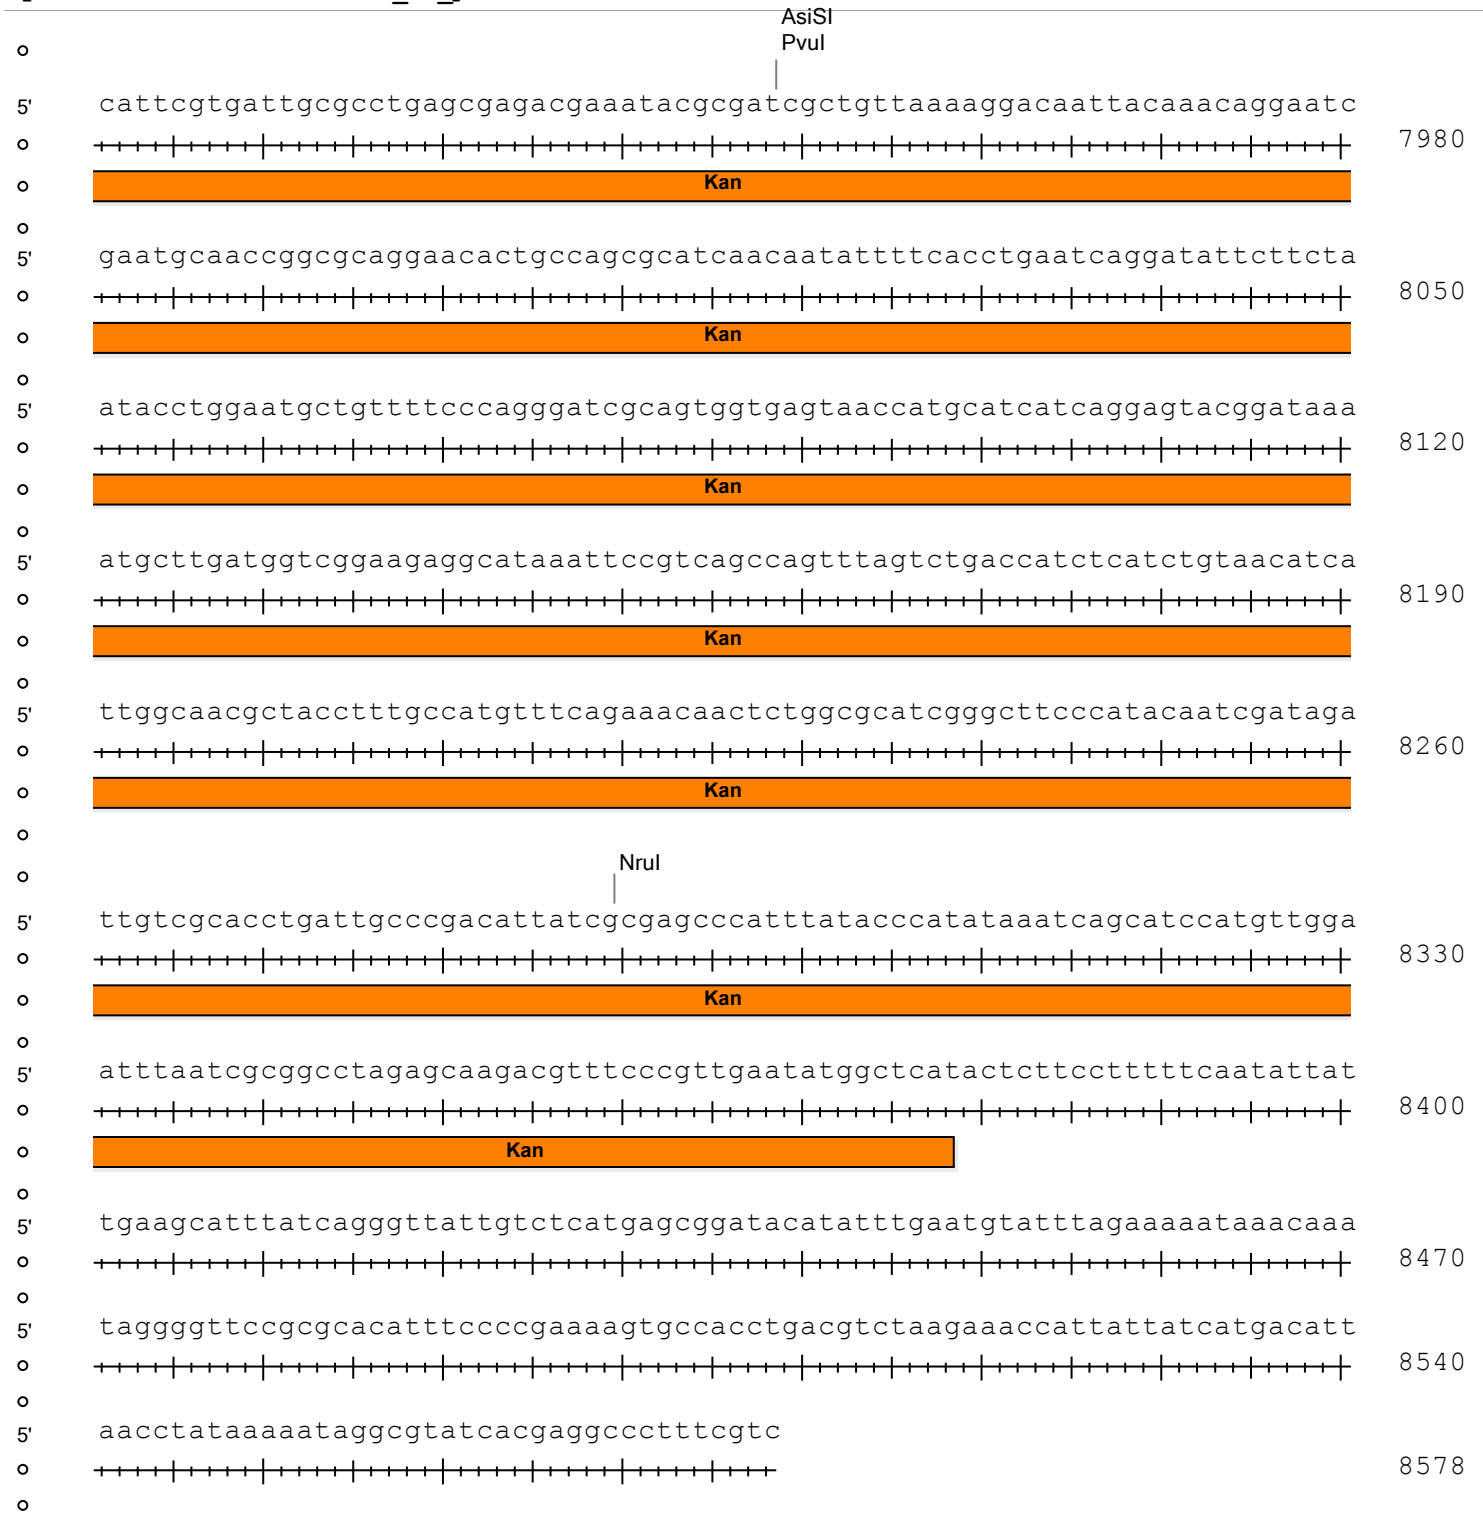 AsiSI
PvuI
5' cattcgtgattgcgcctgagcgagacgaaatacgcgatcgctgttaaaaggacaattacaaacaggaatc
7980
Kan
5' gaatgcaaccggcgcaggaacactgccagcgcatcaacaatattttcacctgaatcaggatattcttcta
8050
Kan
5' atacctggaatgctgttttcccagggatcgcagtggtgagtaaccatgcatcatcaggagtacggataaa
8120
Kan
5' atgcttgatggtcggaagaggcataaattccgtcagccagtttagtctgaccatctcatctgtaacatca
8190
Kan
5' ttggcaacgctacctttgccatgtttcagaaacaactctggcgcatcgggcttcccatacaatcgataga
8260
Kan
NruI
5' ttgtcgcacctgattgcccgacattatcgcgagcccatttatacccatataaatcagcatccatgttgga
8330
Kan
5' atttaatcgcggcctagagcaagacgtttcccgttgaatatggctcatactcttcctttttcaatattat
8400
Kan
5' tgaagcatttatcagggttattgtctcatgagcggatacatatttgaatgtatttagaaaaataaacaaa
8470
5' taggggttccgcgcacatttccccgaaaagtgccacctgacgtctaagaaaccattattatcatgacatt
8540
5' aacctataaaaataggcgtatcacgaggccctttcgtc
8578